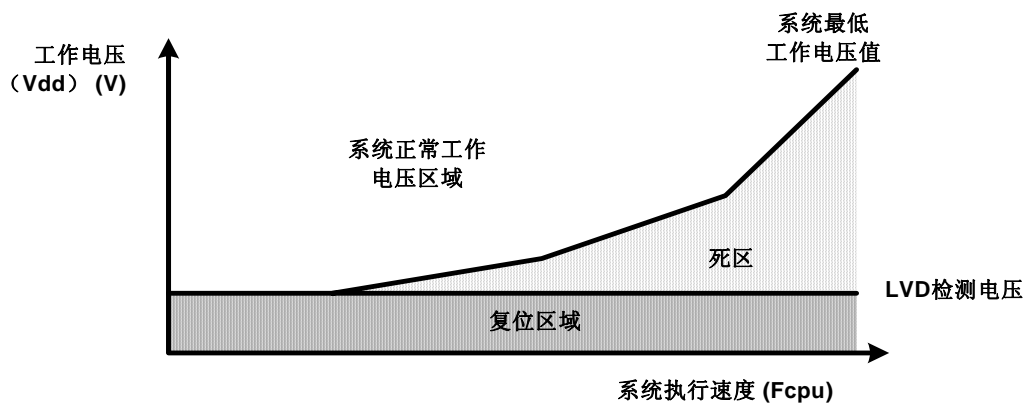 系统最低
工作电压值
工作电压
（Vdd） (V)
系统正常工作
电压区域
死区
LVD检测电压
复位区域
系统执行速度 (Fcpu)